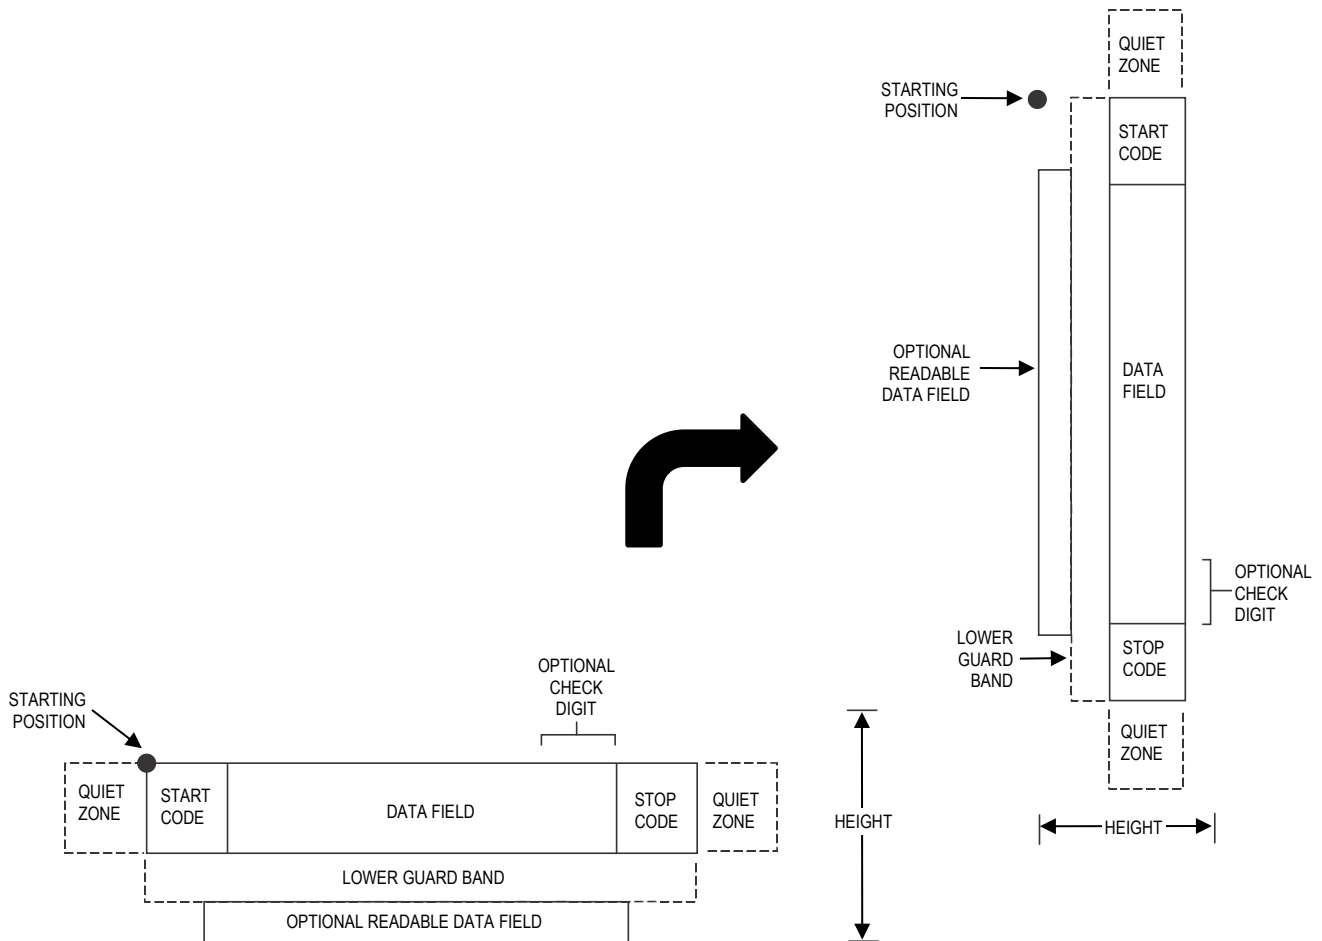 QUIET
ZONE
STARTING
POSITION
START
CODE
OPTIONAL
READABLE
DATA FIELD
DATA
FIELD
OPTIONAL
CHECK
DIGIT
LOWER
GUARD
BAND
STOP
CODE
QUIET
ZONE
HEIGHT
OPTIONAL
CHECK
DIGIT
STARTING
POSITION
QUIET
ZONE
START
CODE
DATA FIELD
STOP
CODE
QUIET
ZONE
HEIGHT
LOWER GUARD BAND
OPTIONAL READABLE DATA FIELD